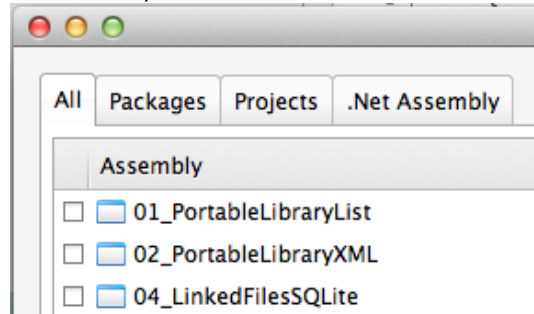 All Packages Projects .Net Assembly
Assembly
01_PortableLibraryList
02_PortableLibraryXML
04_LinkedFilesSQLite